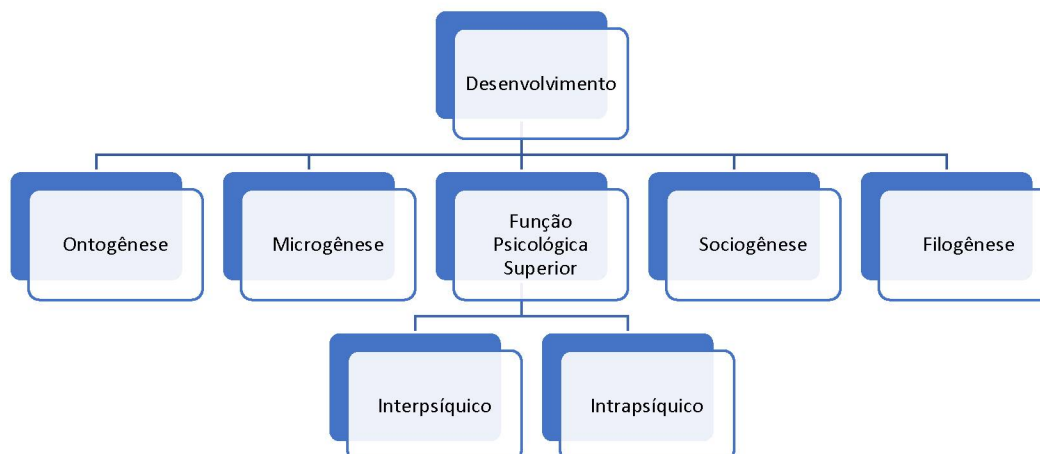 Desenvolvimento
Ontogênese
Microgênese
Função
Psicológica
Superior
Sociogênese
Filogênese
Interpsíquico
Intrapsíquico